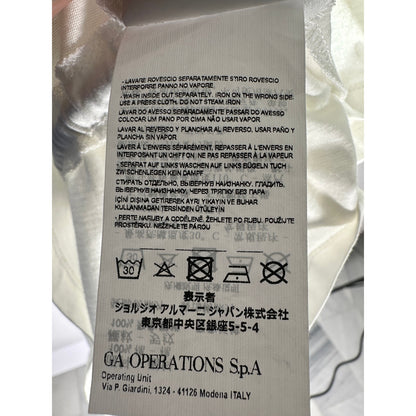 - LAVARE ROVESCIO SEPARATAMENTE STIRO ROVESCIO
INTERPORRE PANNO NO VAPORE
- WASH INSIDE OUT SEPARATELY. IRON ON THE WRONG SIDE.
USE A PRESS CLOTH. DO NOT STEAM IRON
LAVAR DO AVESSO SEPARADAMENTE PASSAR DO AVESSO
COLOCAR UM PANO POR CIMA NÃO USAR VAPOR
LAVAR AL REVERSO Y PLANCHAR AL REVERSO. USAR PAÑO Y
PLANCHAR SIN VAPOR
LAVER À L'ENVERS SÉPARÉMENT, REPASSER À L'ENVERS EN
INTERPOSANT UN CHIFFON. NE PAS REPASSER À LA VAPEUR
- SEPARAT AUF LINKS WASCHEN AUF LINKS BÜGELN TUCH
ZWISCHENLEGEN KEIN DAMPF
СТИРАТЬ ОТДЕЛЬНО, ВЫВЕРНУВ НАИЗНАНКУ. ГЛАДИТЬ,
ВЫВЕРНУВ НАИЗНАНКУ, ЧЕРЕЗ ТРЯПКУ БЕЗ ПАРА
İÇİNİ DIŞINA GETİREREK AYRI YIKAYIN VE BUHAR
KULLANMADAN TERSİNDEN ÜTÜLEYİN
- PERTE NARUBY A ODDĚLENĚ. ŽEHLETE PO RUBU. POUŽIJTE
PROSTĚRKU. NEŽEHLETE PÁROU
30
30
表示者
ジョルジオ アルマーニ ジャパン株式会社
東京都中央区銀座5-5-4
GA OPERATIONS S.p.A
Operating Unit
Via P. Giardini, 1324 - 41126 Modena ITALY